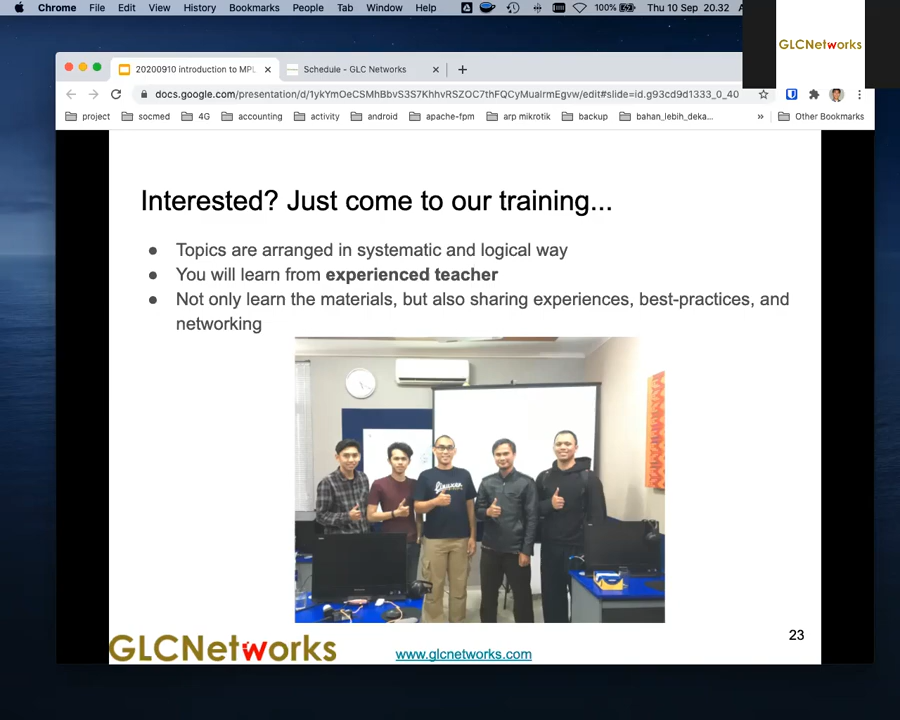 Chrome File Edit View History Bookmarks People Tab Window Help 100% Thu 10 Sep 20.32
GLCNetworks
20200910 introduction to MPL
Schedule - GLC Networks
docs.google.com/presentation/d/1ykYmOeCSMhBbvS3S7KhhvRSZOC7thFQCyMuaIrmEgvw/edit#slide=id.g93cd9d1333_0_40
project socmed 4G accounting activity android apache-fpm arp mikrotik backup bahan_lebih_deka... » Other Bookmarks
Interested? Just come to our training...
● Topics are arranged in systematic and logical way
● You will learn from experienced teacher
● Not only learn the materials, but also sharing experiences, best-practices, and
networking
23
GLCNetworks
www.glcnetworks.com